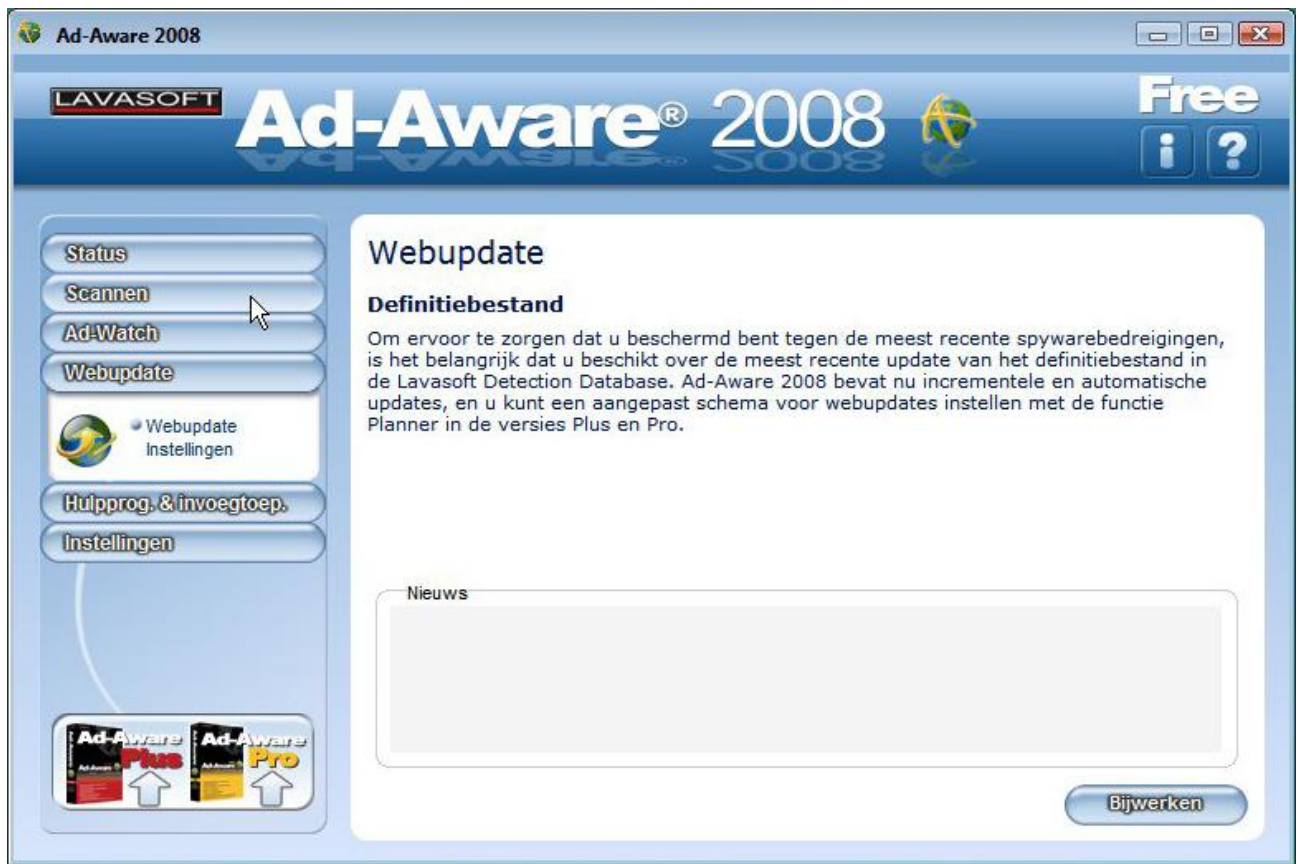 Ad-Aware 2008
LAVASOFT
Ad-Aware® 2008
Free
i ?
Status
Scannen
Ad-Watch
Webupdate
Webupdate
Instellingen
Hulpprog. & invoegtoep.
Instellingen
Ad-Aware
Plus
Ad-Aware
Pro
Webupdate
Definitiebestand
Om ervoor te zorgen dat u beschermd bent tegen de meest recente spywarebedreigingen,
is het belangrijk dat u beschikt over de meest recente update van het definitiebestand in
de Lavasoft Detection Database. Ad-Aware 2008 bevat nu incrementele en automatische
updates, en u kunt een aangepast schema voor webupdates instellen met de functie
Planner in de versies Plus en Pro.
Nieuws
Bijwerken